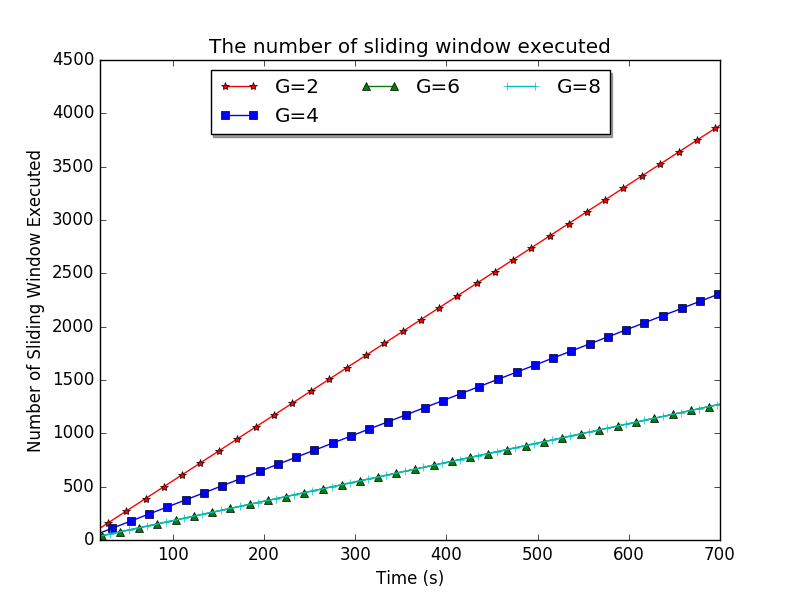 The number of sliding window executed
4500
4000
3500
3000
2500
2000
1500
1000
500
0
Number of Sliding Window Executed
G=2 G=6 G=8
G=4
100 200 300 400 500 600 700
Time (s)